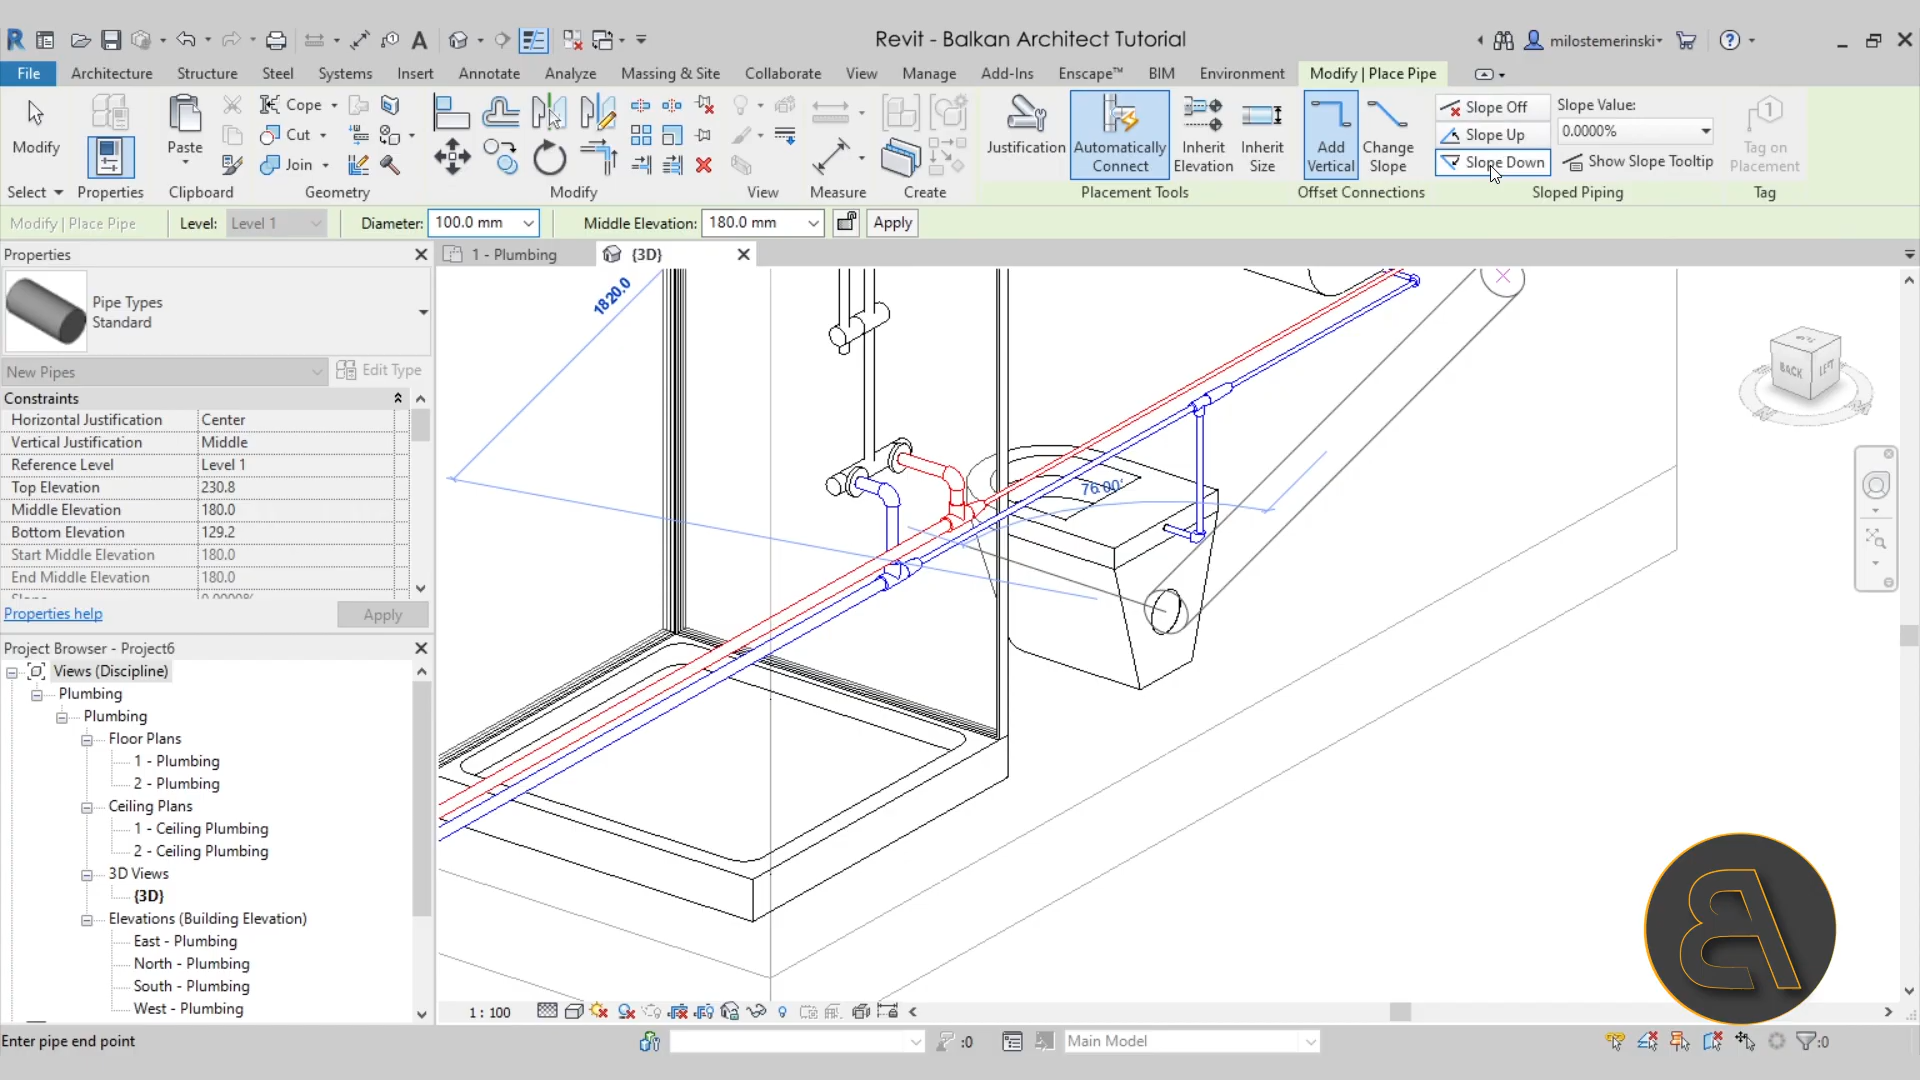 Revit - Balkan Architect Tutorial
milostemerinski
File Architecture Structure Steel Systems Insert Annotate Analyze Massing & Site Collaborate View Manage Add-Ins Enscape™ BIM Environment Modify | Place Pipe
Modify
Select
Properties
Paste
Clipboard
Cope
Cut
Join
Geometry
Modify
View
Measure
Create
Justification
Automatically
Connect
Inherit
Elevation
Inherit
Size
Placement Tools
Add
Vertical
Change
Slope
Offset Connections
Slope Off
Slope Up
Slope Down
Slope Value:
0.0000%
Show Slope Tooltip
Sloped Piping
Tag on
Placement
Tag
Modify | Place Pipe
Level: Level 1
Diameter: 100.0 mm
Middle Elevation: 180.0 mm
Apply
Properties
Pipe Types
Standard
New Pipes
Edit Type
Constraints
Horizontal Justification Center
Vertical Justification Middle
Reference Level Level 1
Top Elevation 230.8
Middle Elevation 180.0
Bottom Elevation 129.2
Start Middle Elevation 180.0
End Middle Elevation 180.0
Slope 0.0000%
Properties help
Apply
Project Browser - Project6
Views (Discipline)
Plumbing
Plumbing
Floor Plans
1 - Plumbing
2 - Plumbing
Ceiling Plans
1 - Ceiling Plumbing
2 - Ceiling Plumbing
3D Views
{3D}
Elevations (Building Elevation)
East - Plumbing
North - Plumbing
South - Plumbing
West - Plumbing
1 - Plumbing
{3D}
1820.0
76.00°
BACK
LEFT
1 : 100
Enter pipe end point
:0
Main Model
:0